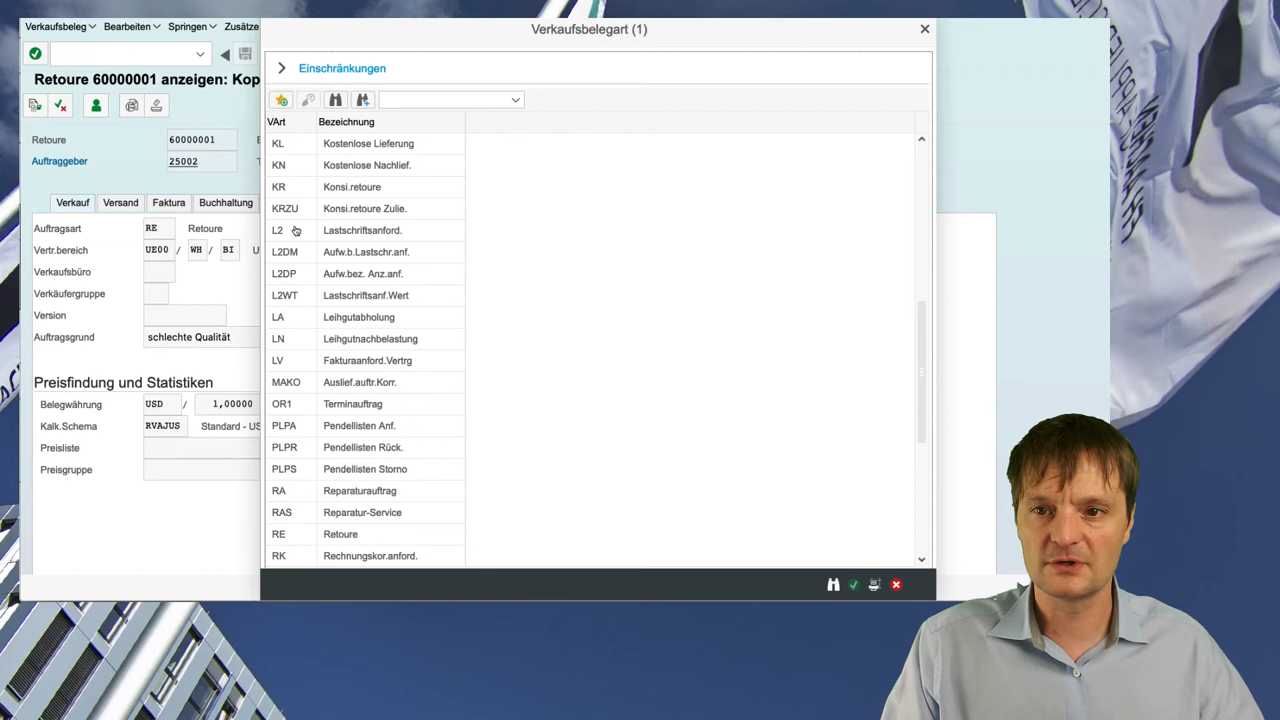 Verkaufsbeleg Bearbeiten Springen Zusätze
Verkaufsbelegart (1)
Retoure 60000001 anzeigen: Kop
Einschränkungen
Retoure 60000001
Auftraggeber 25002
Verkauf Versand Faktura Buchhaltung
Auftragsart RE Retoure
Vertr.bereich UE00 / WH / BI
Verkaufsbüro
Verkäufergruppe
Version
Auftragsgrund schlechte Qualität
Preisfindung und Statistiken
Belegwährung USD / 1,00000
Kalk.Schema RVAJUS Standard - US
Preisliste
Preisgruppe
VArt Bezeichnung
KL Kostenlose Lieferung
KN Kostenlose Nachlief.
KR Konsi.retoure
KRZU Konsi.retoure Zulie.
L2 Lastschriftsanford.
L2DM Aufw.b.Lastschr.anf.
L2DP Aufw.bez. Anz.anf.
L2WT Lastschriftsanf.Wert
LA Leihgutabholung
LN Leihgutnachbelastung
LV Fakturaanford.Vertrg
MAKO Auslief.auftr.Korr.
OR1 Terminauftrag
PLPA Pendellisten Anf.
PLPR Pendellisten Rück.
PLPS Pendellisten Storno
RA Reparaturauftrag
RAS Reparatur-Service
RE Retoure
RK Rechnungskor.anford.